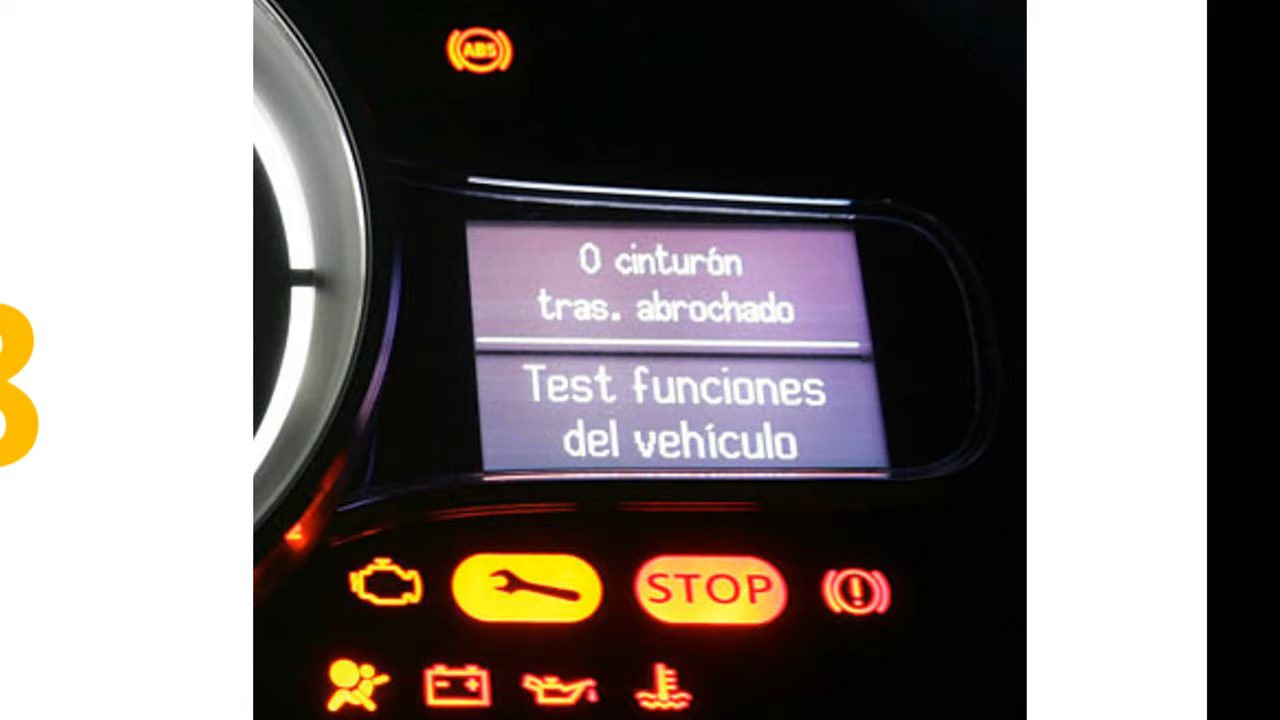 ABS
0 cinturón
tras. abrochado
Test funciones
del vehículo
STOP